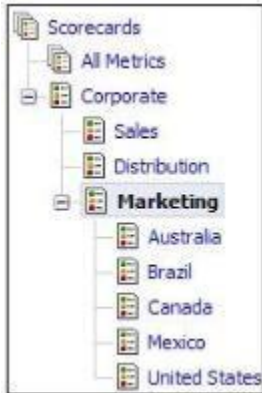 Scorecards
All Metrics
Corporate
Sales
Distribution
Marketing
Australia
Brazil
Canada
Mexico
United States